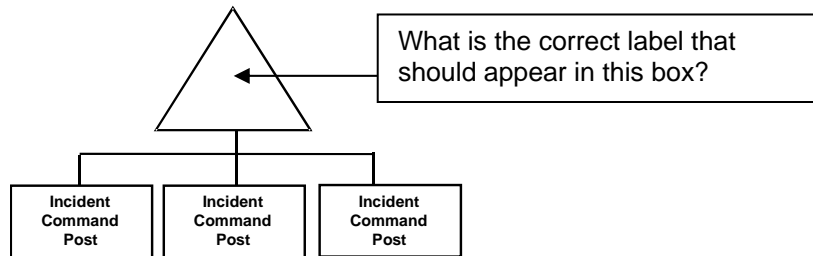 What is the correct label that
should appear in this box?
Incident
Command
Post
Incident
Command
Post
Incident
Command
Post